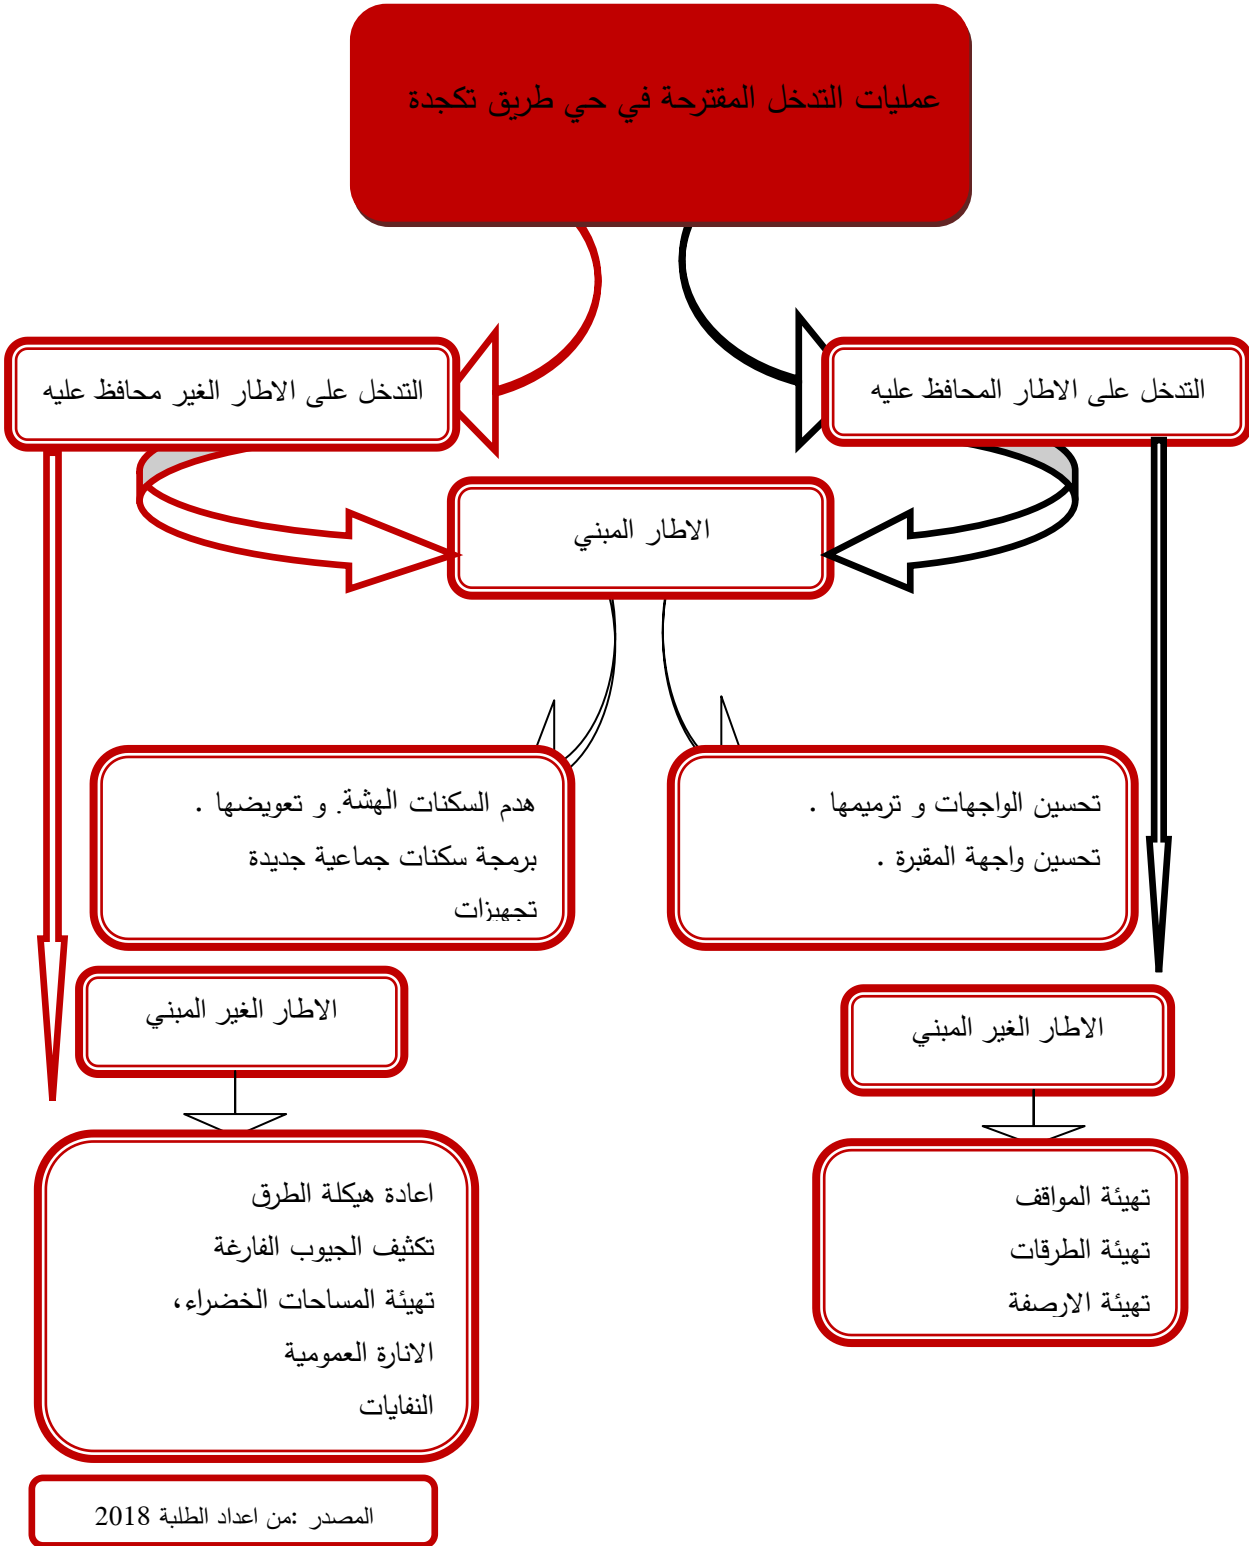 عمليات التدخل المقترحة في حي طريق تكجدة
التدخل على الاطار المحافظ عليه
التدخل على الاطار الغير محافظ عليه
الاطار المبني
تحسين الواجهات و ترميمها .
تحسين واجهة المقبرة .
هدم السكنات الهشة. و تعويضها .
برمجة سكنات جماعية جديدة
تجهيزات
الاطار الغير المبني
تهيئة المواقف
تهيئة الطرقات
تهيئة الارصفة
الاطار الغير المبني
اعادة هيكلة الطرق
تكثيف الجيوب الفارغة
تهيئة المساحات الخضراء،
الانارة العمومية
النفايات
المصدر :من اعداد الطلبة 2018